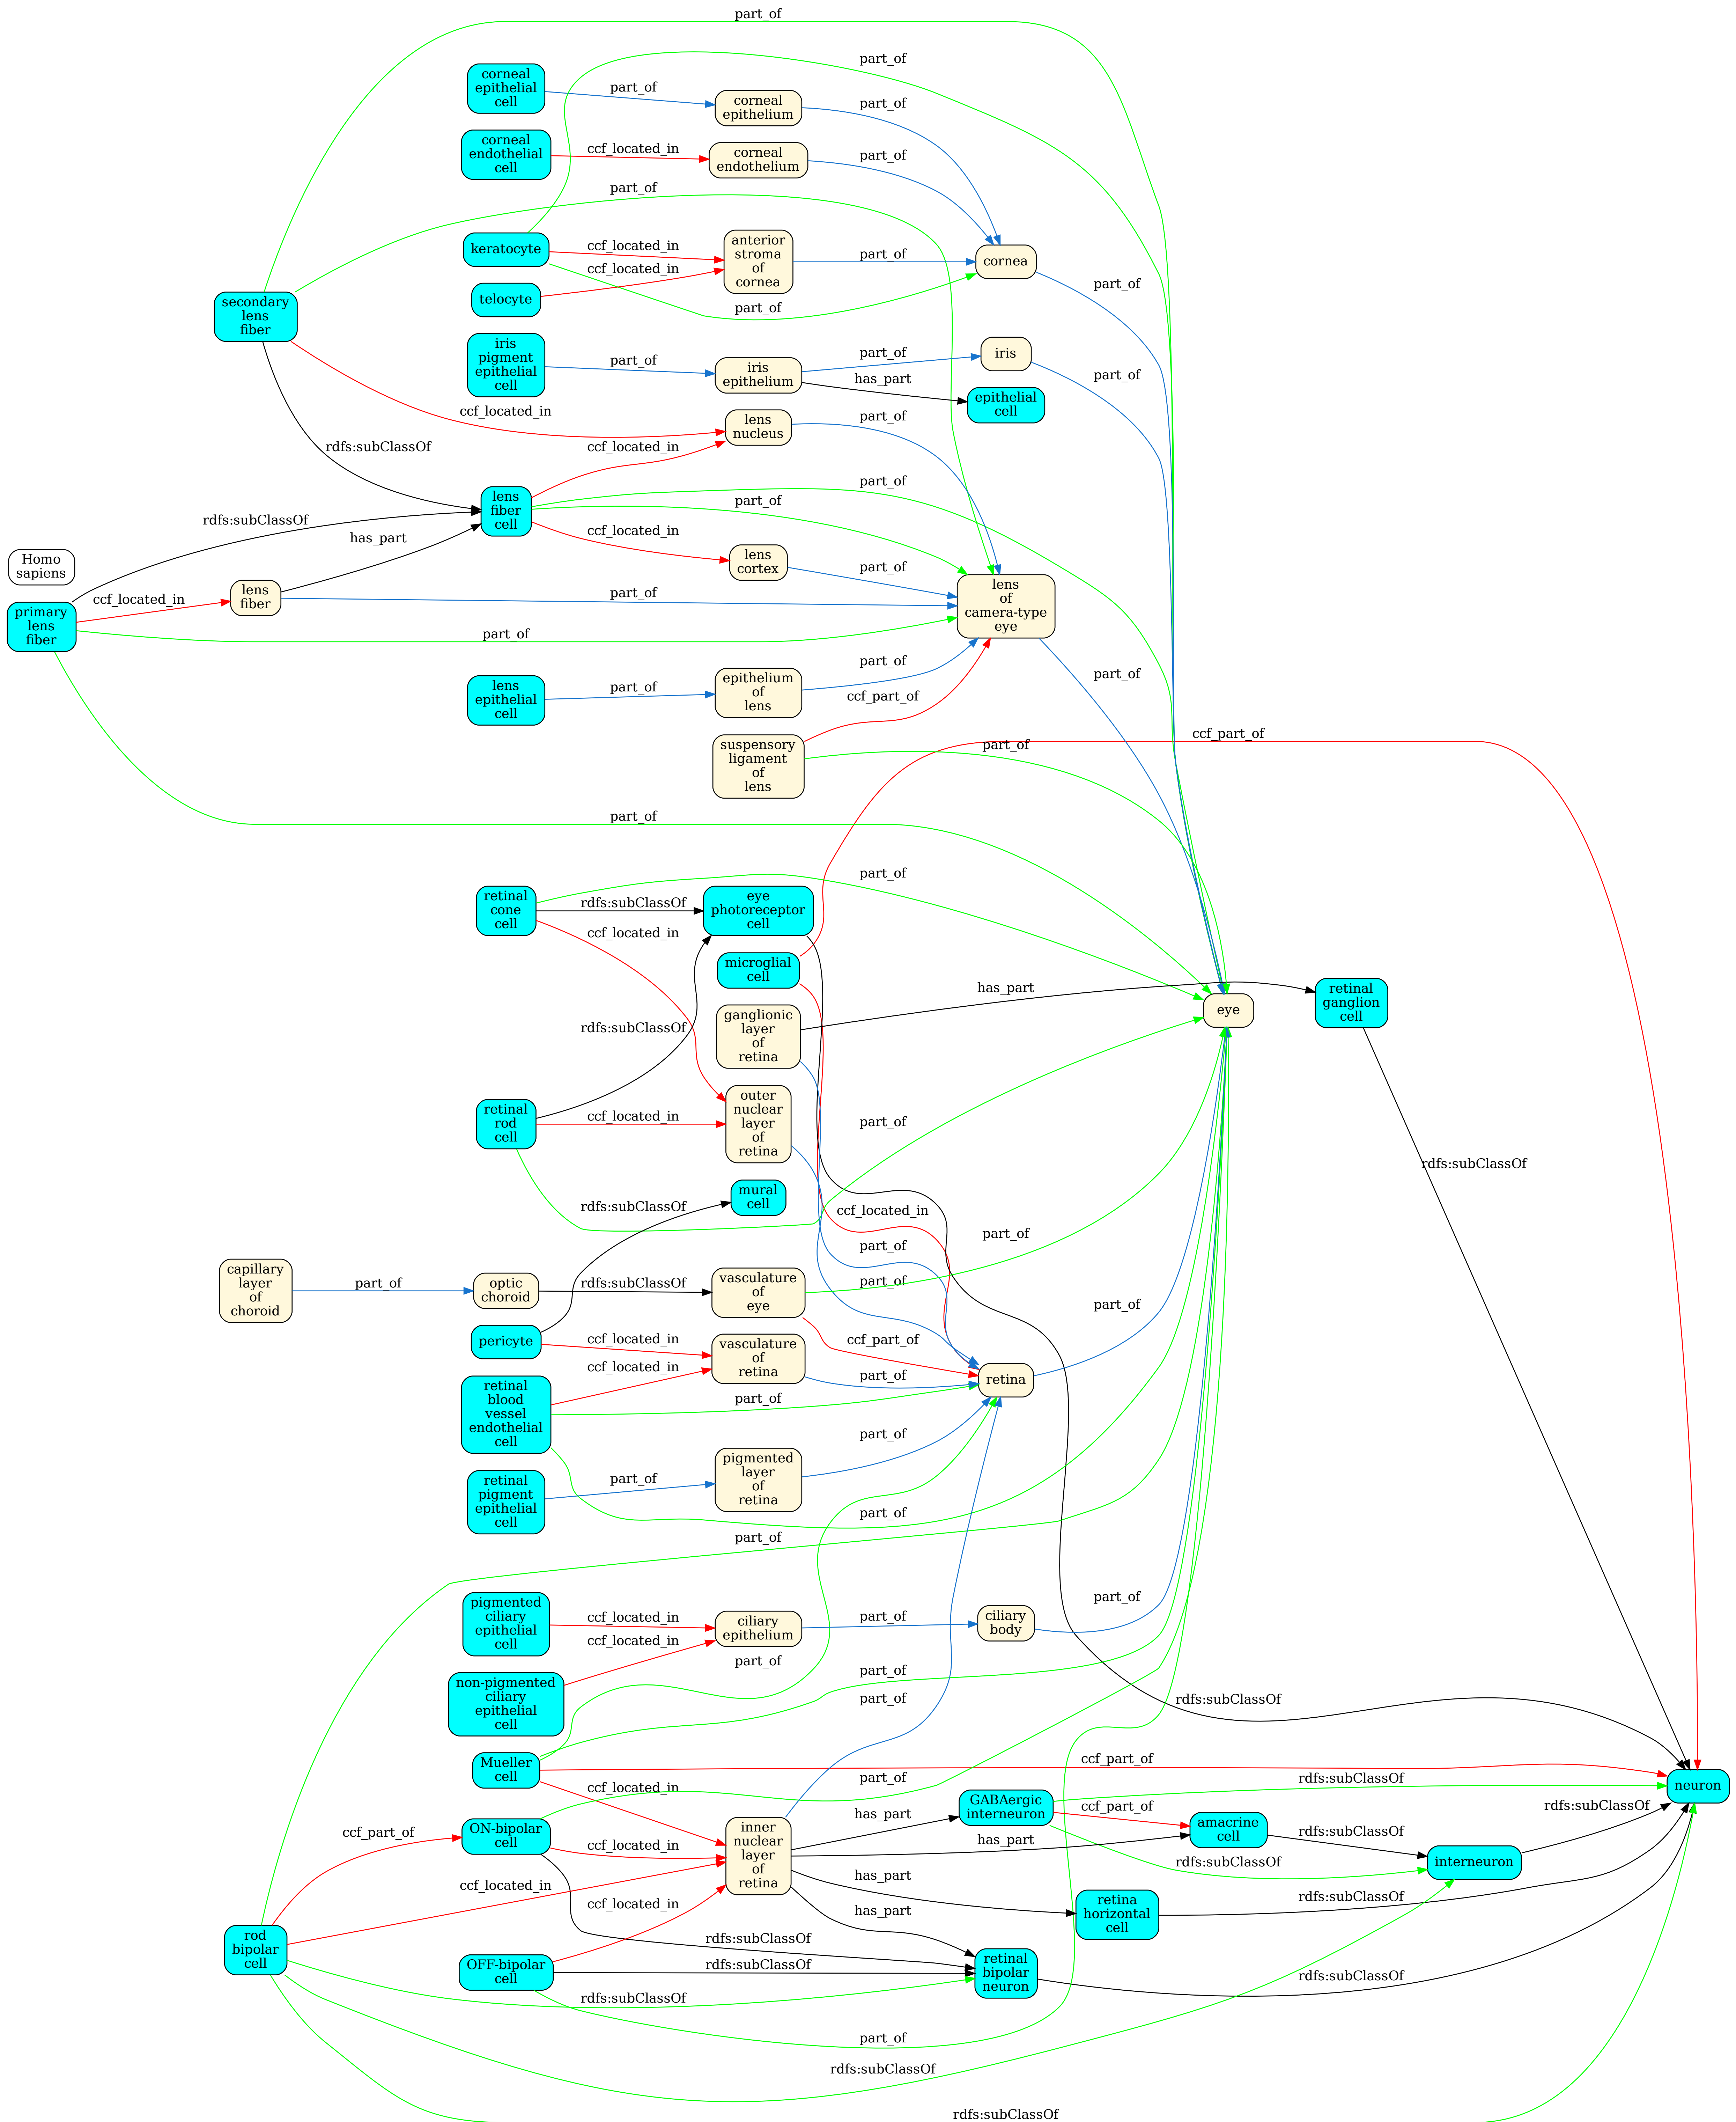 part_of
part_of
corneal
epithelial
cell
part_of
corneal
epithelium
part_of
corneal
endothelial
cell
ccf_located_in
corneal
endothelium
part_of
part_of
keratocyte
ccf_located_in
anterior
stroma
of
cornea
part_of
cornea
ccf_located_in
telocyte
part_of
part_of
secondary
lens
fiber
iris
pigment
epithelial
cell
part_of
iris
epithelium
part_of
iris
part_of
has_part
epithelial
cell
ccf_located_in
lens
nucleus
part_of
rdfs:subClassOf
ccf_located_in
lens
fiber
cell
part_of
part_of
rdfs:subClassOf
has_part
ccf_located_in
lens
cortex
part_of
Homo
sapiens
primary
lens
fiber
ccf_located_in
lens
fiber
part_of
lens
of
camera-type
eye
part_of
part_of
lens
epithelial
cell
part_of
epithelium
of
lens
part_of
ccf_part_of
suspensory
ligament
of
lens
part_of
ccf_part_of
part_of
part_of
retinal
cone
cell
rdfs:subClassOf
eye
photoreceptor
cell
ccf_located_in
microglial
cell
has_part
retinal
ganglion
cell
eye
ganglionic
layer
of
retina
rdfs:subClassOf
retinal
rod
cell
ccf_located_in
outer
nuclear
layer
of
retina
part_of
rdfs:subClassOf
mural
cell
rdfs:subClassOf
ccf_located_in
part_of
part_of
capillary
layer
of
choroid
part_of
optic
choroid
rdfs:subClassOf
vasculature
of
eye
part_of
part_of
pericyte
ccf_located_in
ccf_part_of
vasculature
of
retina
ccf_located_in
part_of
retina
retinal
blood
vessel
endothelial
cell
part_of
part_of
pigmented
layer
of
retina
retinal
pigment
epithelial
cell
part_of
part_of
part_of
pigmented
ciliary
epithelial
cell
ccf_located_in
ciliary
epithelium
part_of
ciliary
body
part_of
ccf_located_in
non-pigmented
ciliary
epithelial
cell
part_of
part_of
part_of
rdfs:subClassOf
Mueller
cell
ccf_part_of
ccf_located_in
part_of
rdfs:subClassOf
neuron
ccf_part_of
ON-bipolar
cell
ccf_located_in
inner
nuclear
layer
of
retina
has_part
GABAergic
interneuron
ccf_part_of
rdfs:subClassOf
has_part
amacrine
cell
rdfs:subClassOf
rdfs:subClassOf
interneuron
ccf_located_in
ccf_located_in
has_part
retina
horizontal
cell
rdfs:subClassOf
has_part
rod
bipolar
cell
rdfs:subClassOf
OFF-bipolar
cell
rdfs:subClassOf
retinal
bipolar
neuron
rdfs:subClassOf
rdfs:subClassOf
part_of
rdfs:subClassOf
rdfs:subClassOf